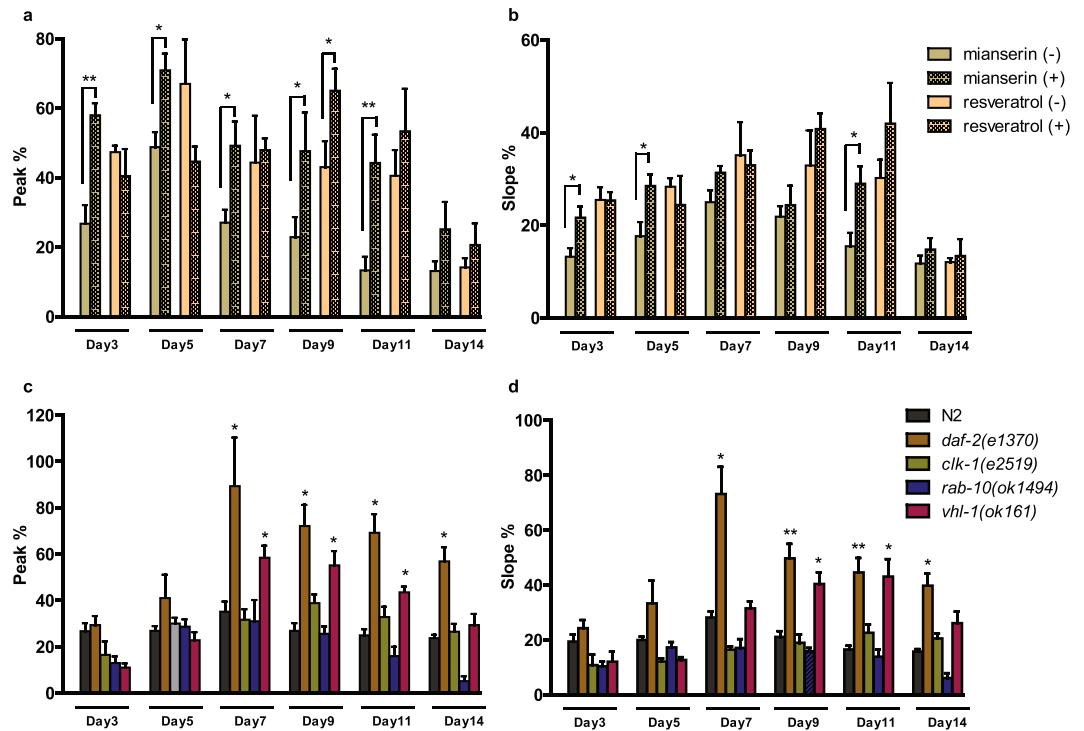 a
Peak %
80
60
40
20
0
**
*
*
*
*
**
Day3
Day5
Day7
Day9
Day11
Day14
b
Slope %
60
40
20
0
*
*
*
Day3
Day5
Day7
Day9
Day11
Day14
mianserin (-)
mianserin (+)
resveratrol (-)
resveratrol (+)
c
Peak %
120
100
80
60
40
20
0
*
*
*
*
*
*
*
Day3
Day5
Day7
Day9
Day11
Day14
d
Slope %
100
80
60
40
20
0
*
**
*
**
*
*
Day3
Day5
Day7
Day9
Day11
Day14
N2
daf-2(e1370)
clk-1(e2519)
rab-10(ok1494)
vhl-1(ok161)